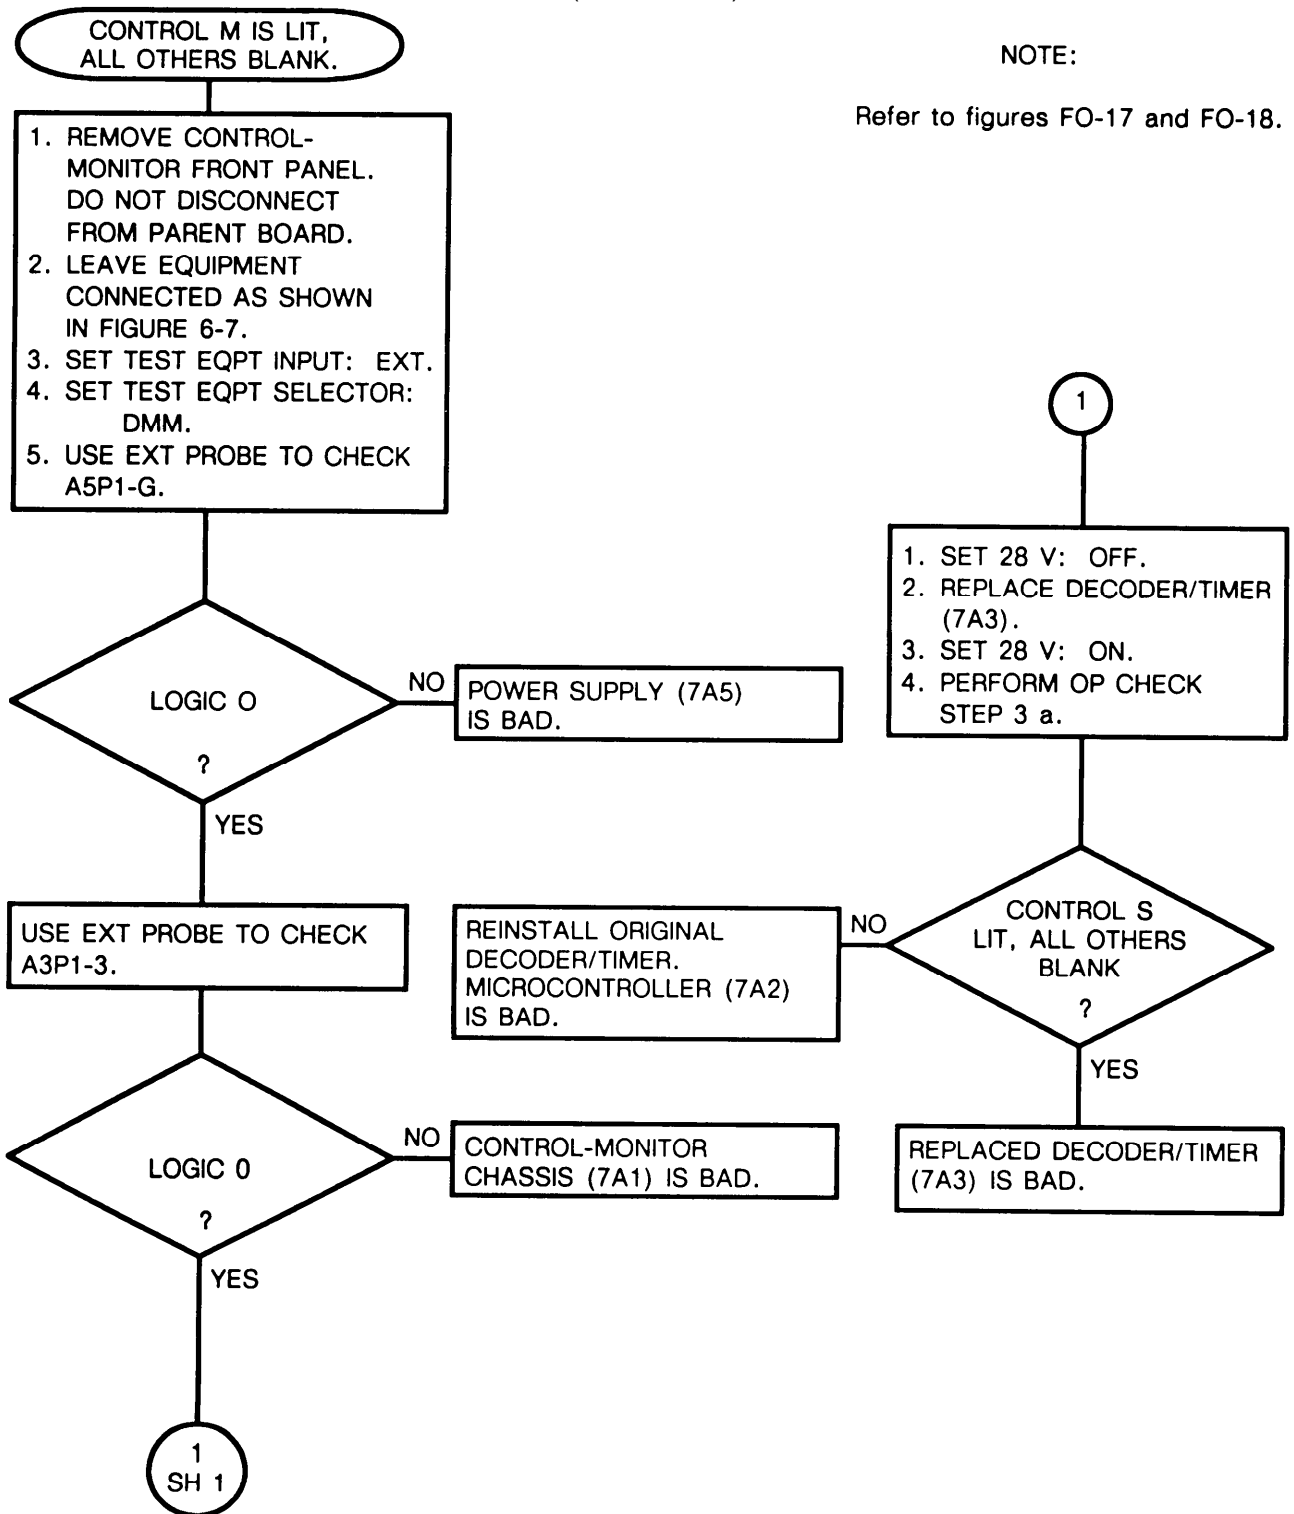 CONTROL M IS LIT,
ALL OTHERS BLANK.
NOTE:
Refer to figures FO-17 and FO-18.
1. REMOVE CONTROL-
MONITOR FRONT PANEL.
DO NOT DISCONNECT
FROM PARENT BOARD.
2. LEAVE EQUIPMENT
CONNECTED AS SHOWN
IN FIGURE 6-7.
3. SET TEST EQPT INPUT: EXT.
4. SET TEST EQPT SELECTOR:
DMM.
5. USE EXT PROBE TO CHECK
A5P1-G.
LOGIC O
?
NO
POWER SUPPLY (7A5)
IS BAD.
YES
USE EXT PROBE TO CHECK
A3P1-3.
LOGIC 0
?
NO
CONTROL-MONITOR
CHASSIS (7A1) IS BAD.
YES
1
SH 1
1
1. SET 28 V: OFF.
2. REPLACE DECODER/TIMER
(7A3).
3. SET 28 V: ON.
4. PERFORM OP CHECK
STEP 3 a.
CONTROL S
LIT, ALL OTHERS
BLANK
?
NO
REINSTALL ORIGINAL
DECODER/TIMER.
MICROCONTROLLER (7A2)
IS BAD.
YES
REPLACED DECODER/TIMER
(7A3) IS BAD.